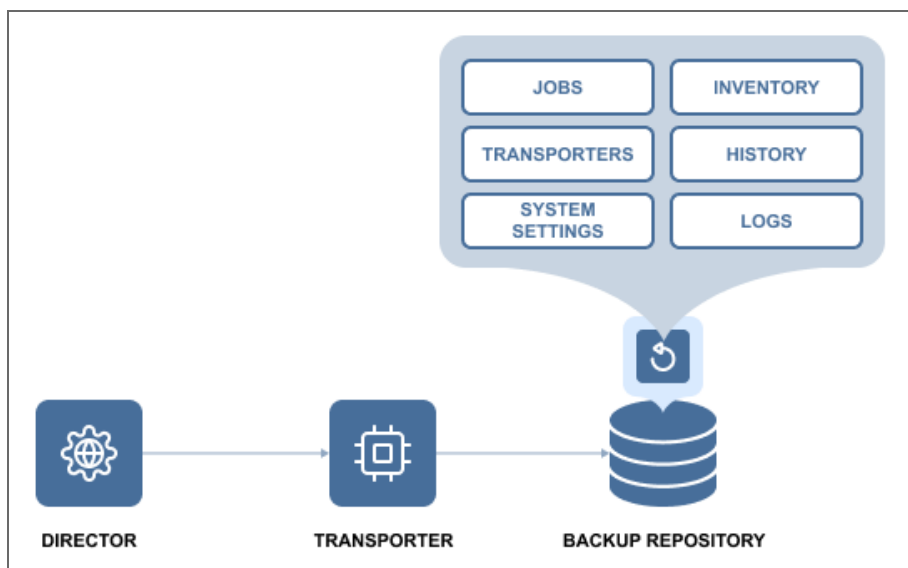 JOBS
INVENTORY
TRANSPORTERS
HISTORY
SYSTEM
SETTINGS
LOGS
DIRECTOR
TRANSPORTER
BACKUP REPOSITORY